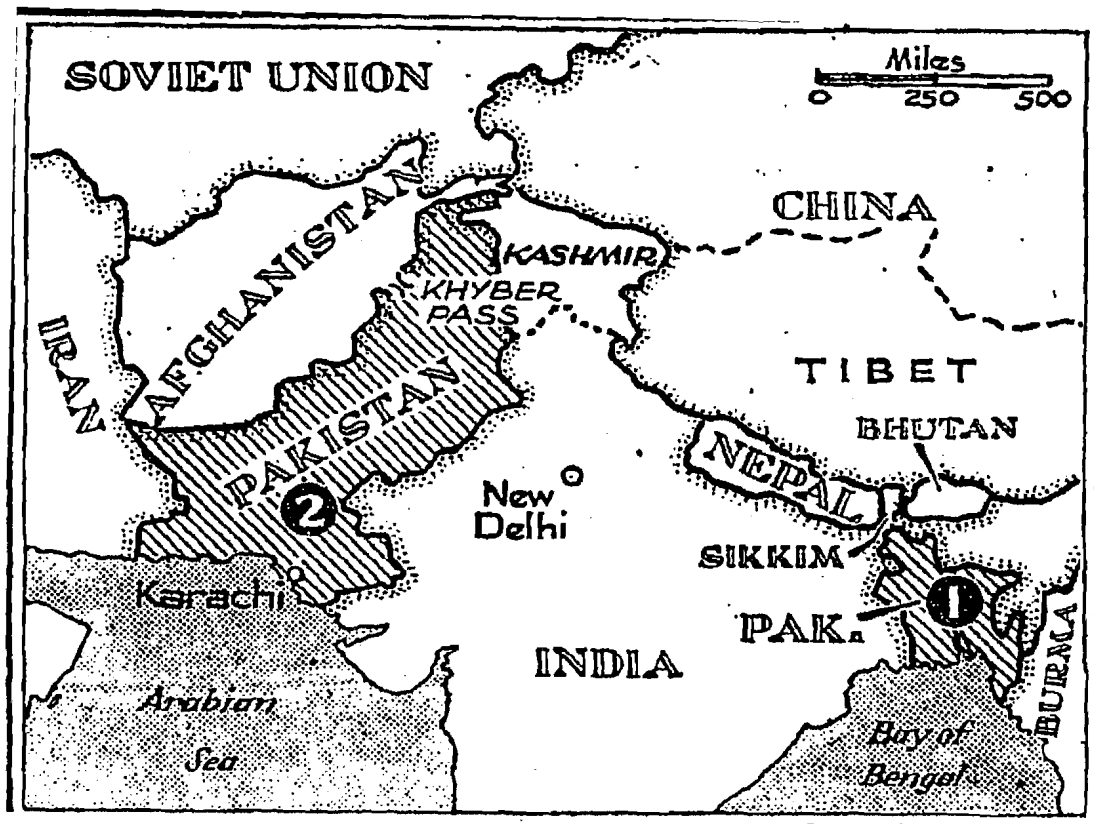 SOVIET UNION
Miles
0 250 500
CHINA
AFGHANISTAN
KASHMIR
KHYBER
PASS
IRAN
TIBET
PAKISTAN
BHUTAN
NEPAL
2
New
Delhi
SIKKIM
Karachi
1
PAK.
INDIA
BURMA
Arabian
Sea
Bay of
Bengal